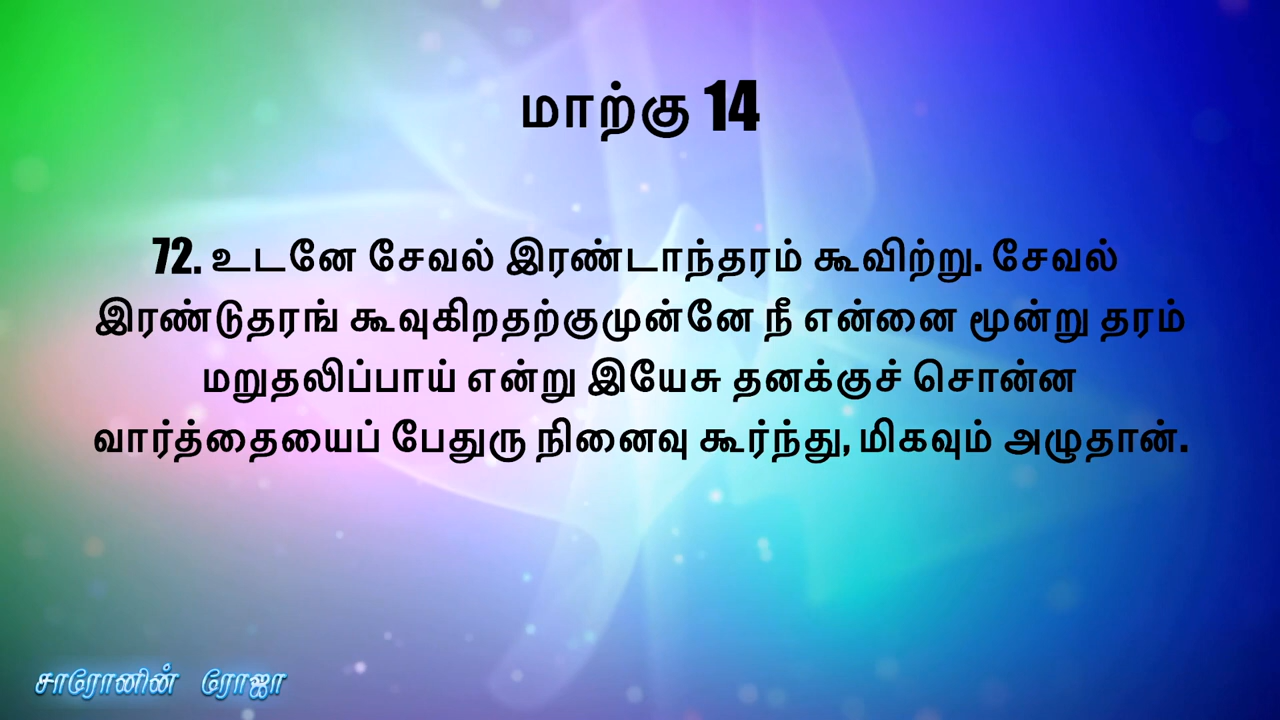 மாற்கு 14
72. உடனே சேவல் இரண்டாந்தரம் கூவிற்று. சேவல்
இரண்டுதரங் கூவுகிறதற்குமுன்னே நீ என்னை மூன்று தரம்
மறுதலிப்பாய் என்று இயேசு தனக்குச் சொன்ன
வார்த்தையைப் பேதுரு நினைவு கூர்ந்து, மிகவும் அழுதான்.
சாரோனின் ரோஜா